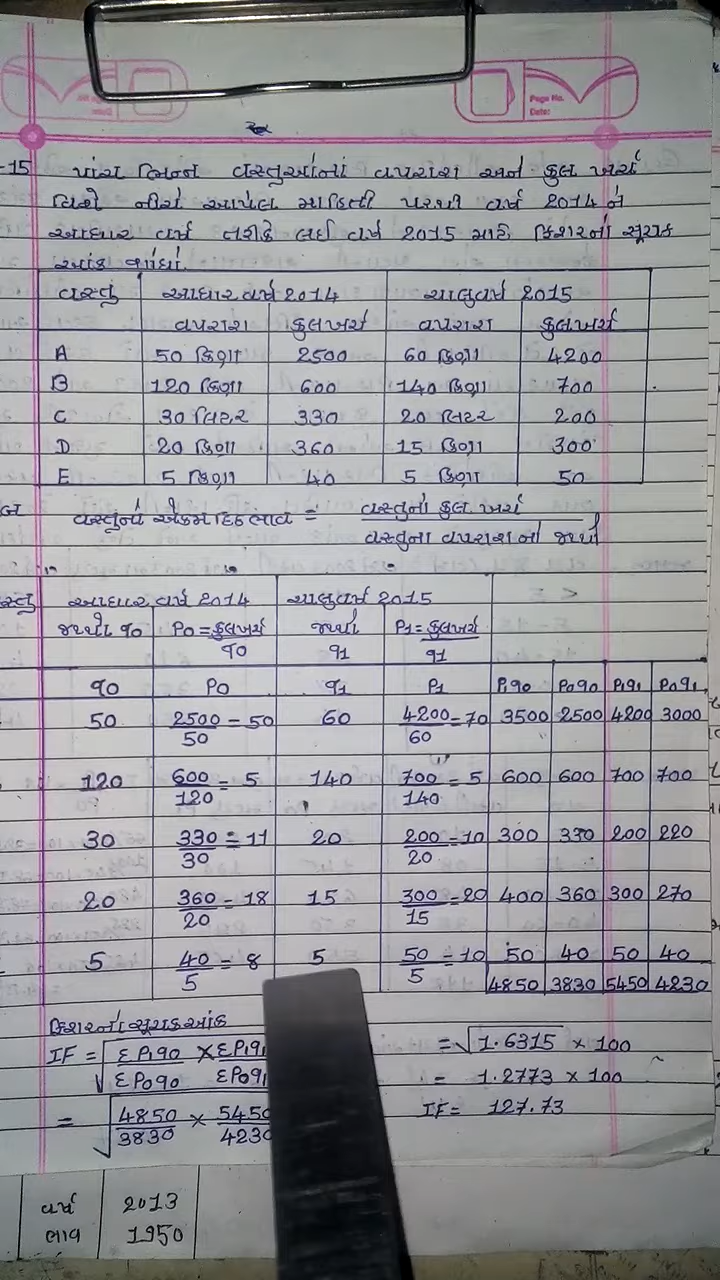 -15 પાંચ ભિન્ન વસ્તુઓના વપરાશ અને કુલ ખર્ચ
વિશે નીચે આપેલ માહિતી પરથી વર્ષ 2014 ને
આધાર વર્ષ તરીકે લઈ વર્ષ 2015 માટે ફિશરનો સૂચક
આંક શોધો.
વસ્તુ આધાર વર્ષ 2014 ચાલુવર્ષ 2015
વપરાશ કુલખર્ચ વપરાશ કુલખર્ચ
A 50 કિગ્રા 2500 60 કિગ્રા 4200
B 120 કિગ્રા 600 140 કિગ્રા 700
C 30 લિટર 330 20 લિટર 200
D 20 કિગ્રા 360 15 કિગ્રા 300
E 5 કિગ્રા 40 5 કિગ્રા 50
વસ્તુનો એકમ દિઠ ભાવ = વસ્તુનો કુલ ખર્ચ
વસ્તુના વપરાશ નો જથ્થો
સ્તુ આધાર વર્ષ 2014 ચાલુવર્ષ 2015
જથ્થો q0 P0 = કુલખર્ચ / q0 જથ્થો q1 P1 = કુલખર્ચ / q1
q0 P0 q1 P1 P1q0 P0q0 P1q1 P0q1
50 2500/50 = 50 60 4200/60 = 70 3500 2500 4200 3000
120 600/120 = 5 140 700/140 = 5 600 600 700 700
30 330/30 = 11 20 200/20 = 10 300 330 200 220
20 360/20 = 18 15 300/15 = 20 400 360 300 270
5 40/5 = 8 5 50/5 = 10 50 40 50 40
4850 3830 5450 4230
ફિશરનો સૂચકઆંક
IF = √ ΣP1q0 / ΣP0q0 × ΣP1q1 / ΣP0q1
= √ 4850/3830 × 5450/4230
= √1.6315 × 100
= 1.2773 × 100
IF = 127.73
વર્ષ 2013
ભાવ 1950
Page No.
Date: